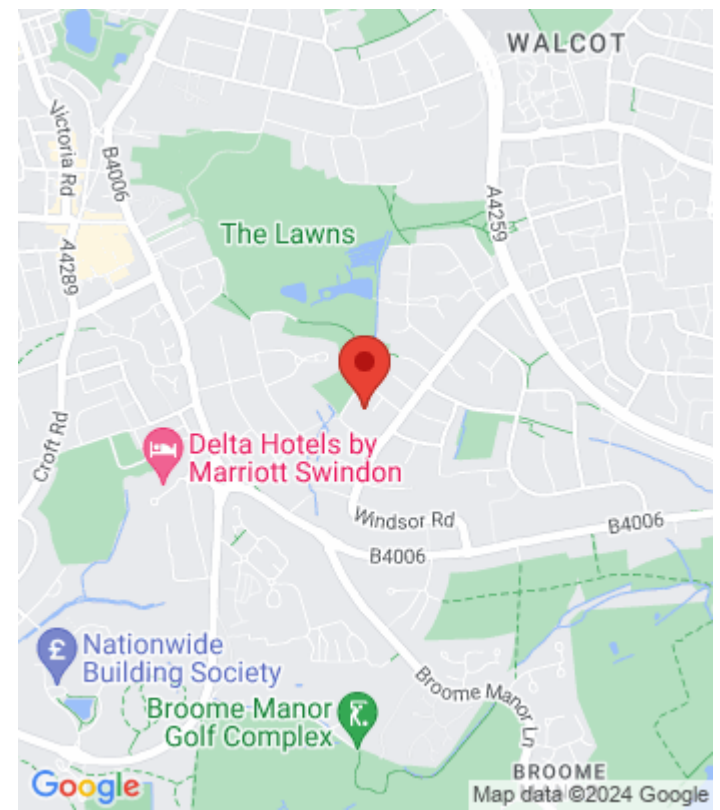 WALCOT
Victoria Rd
B4006
A4259
The Lawns
A4289
Croft Rd
Delta Hotels by
Marriott Swindon
Windsor Rd
B4006
B4006
Nationwide
Building Society
£
Broome Manor Ln
Broome Manor
Golf Complex
BROOME
Google
Map data ©2024 Google